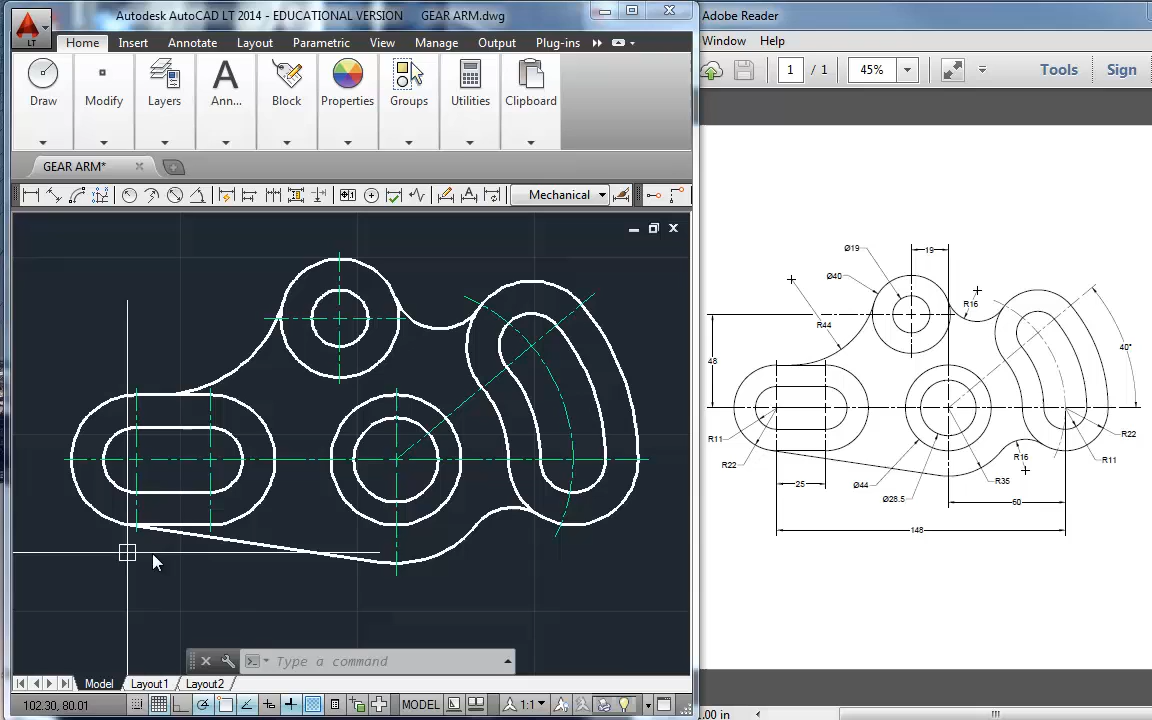 Autodesk AutoCAD LT 2014 - EDUCATIONAL VERSION GEAR ARM.dwg
LT
Home Insert Annotate Layout Parametric View Manage Output Plug-ins
Draw Modify Layers Ann... Block Properties Groups Utilities Clipboard
GEAR ARM*
Mechanical
Type a command
Model Layout1 Layout2
102.30, 80.01 MODEL 1:1
Adobe Reader
Window Help
1 / 1 45% Tools Sign
Ø19
19
Ø40
R16
R44
40°
48
R11
R22
R22
R11
R16
25
Ø44
R35
Ø28.5
60
148
.00 in